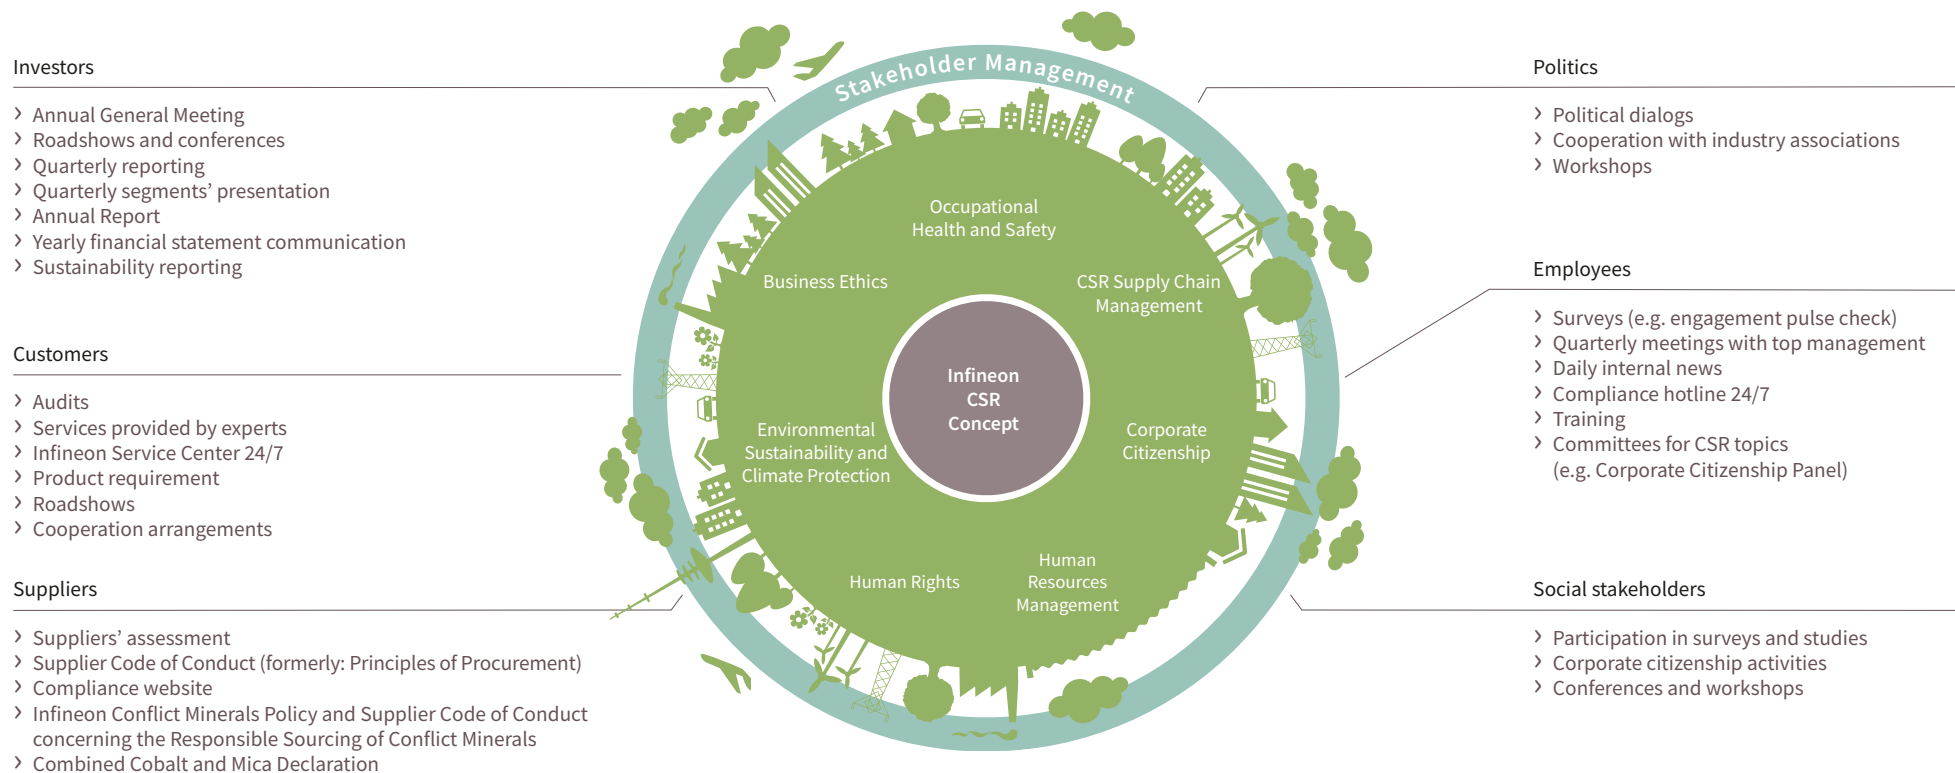 Investors
› Annual General Meeting
› Roadshows and conferences
› Quarterly reporting
› Quarterly segments’ presentation
› Annual Report
› Yearly financial statement communication
› Sustainability reporting
Customers
› Audits
› Services provided by experts
› Infineon Service Center 24/7
› Product requirement
› Roadshows
› Cooperation arrangements
Suppliers
› Suppliers’ assessment
› Supplier Code of Conduct (formerly: Principles of Procurement)
› Compliance website
› Infineon Conflict Minerals Policy and Supplier Code of Conduct
concerning the Responsible Sourcing of Conflict Minerals
› Combined Cobalt and Mica Declaration
Stakeholder Management
Occupational
Health and Safety
Business Ethics
CSR Supply Chain
Management
Infineon
CSR
Concept
Environmental
Sustainability and
Climate Protection
Corporate
Citizenship
Human Rights
Human
Resources
Management
Politics
› Political dialogs
› Cooperation with industry associations
› Workshops
Employees
› Surveys (e.g. engagement pulse check)
› Quarterly meetings with top management
› Daily internal news
› Compliance hotline 24/7
› Training
› Committees for CSR topics
(e.g. Corporate Citizenship Panel)
Social stakeholders
› Participation in surveys and studies
› Corporate citizenship activities
› Conferences and workshops